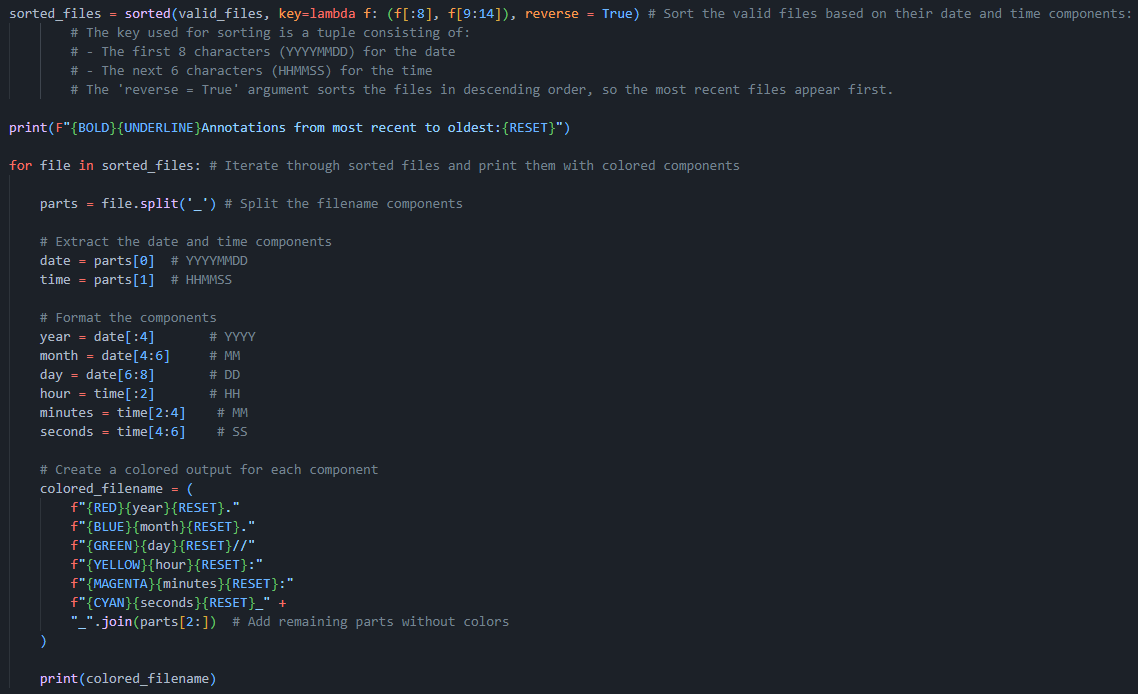 sorted_files = sorted(valid_files, key=lambda f: (f[:8], f[9:14]), reverse = True) # Sort the valid files based on their date and time components:
        # The key used for sorting is a tuple consisting of:
        # - The first 8 characters (YYYYMMDD) for the date
        # - The next 6 characters (HHMMSS) for the time
        # The 'reverse = True' argument sorts the files in descending order, so the most recent files appear first.

print(F"{BOLD}{UNDERLINE}Annotations from most recent to oldest:{RESET}")

for file in sorted_files: # Iterate through sorted files and print them with colored components

    parts = file.split('_') # Split the filename components

    # Extract the date and time components
    date = parts[0]  # YYYYMMDD
    time = parts[1]  # HHMMSS

    # Format the components
    year = date[:4]       # YYYY
    month = date[4:6]     # MM
    day = date[6:8]       # DD
    hour = time[:2]       # HH
    minutes = time[2:4]    # MM
    seconds = time[4:6]    # SS

    # Create a colored output for each component
    colored_filename = (
        f"{RED}{year}{RESET}."
        f"{BLUE}{month}{RESET}."
        f"{GREEN}{day}{RESET}//"
        f"{YELLOW}{hour}{RESET}:"
        f"{MAGENTA}{minutes}{RESET}:"
        f"{CYAN}{seconds}{RESET}_" +
        "_".join(parts[2:])  # Add remaining parts without colors
    )

    print(colored_filename)